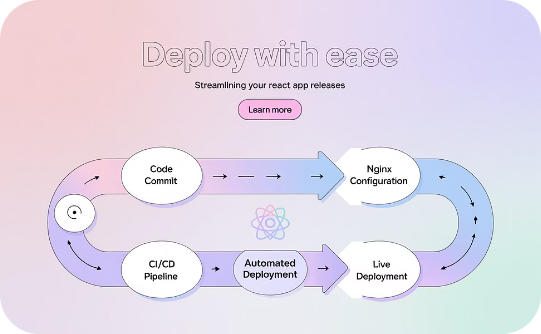 Deploy with ease
Streamlining your react app releases
Learn more
Code
Commit
Nginx
Configuration
CI/CD
Pipeline
Automated
Deployment
Live
Deployment